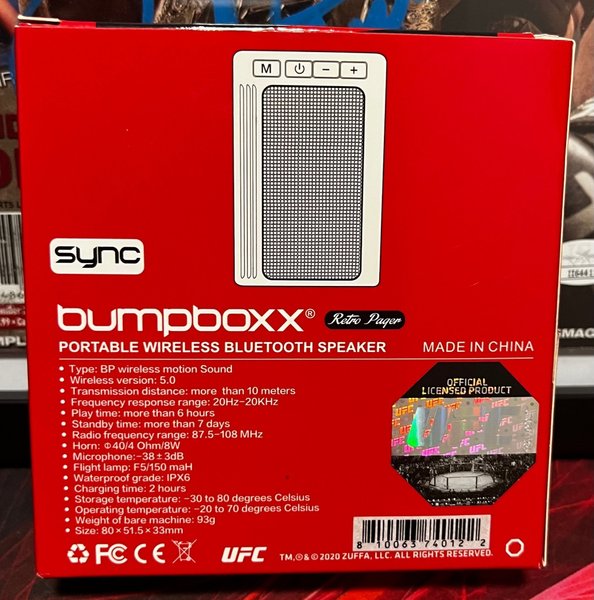 M
− +
sync
bumpboxx® Retro Pager
PORTABLE WIRELESS BLUETOOTH SPEAKER MADE IN CHINA
• Type: BP wireless motion Sound
• Wireless version: 5.0
• Transmission distance: more than 10 meters
• Frequency response range: 20Hz-20KHz
• Play time: more than 6 hours
• Standby time: more than 7 days
• Radio frequency range: 87.5-108 MHz
• Horn: Φ40/4 Ohm/8W
• Microphone:-38±3dB
• Flight lamp: F5/150 maH
• Waterproof grade: IPX6
• Charging time: 2 hours
• Storage temperature: -30 to 80 degrees Celsius
• Operating temperature: -20 to 70 degrees Celsius
• Weight of bare machine: 93g
• Size: 80×51.5×33mm
OFFICIAL
LICENSED PRODUCT
UFC
8 10063 74012 2
FC CE UFC TM,®&© 2020 ZUFFA, LLC. ALL RIGHTS RESERVED.
SMAC